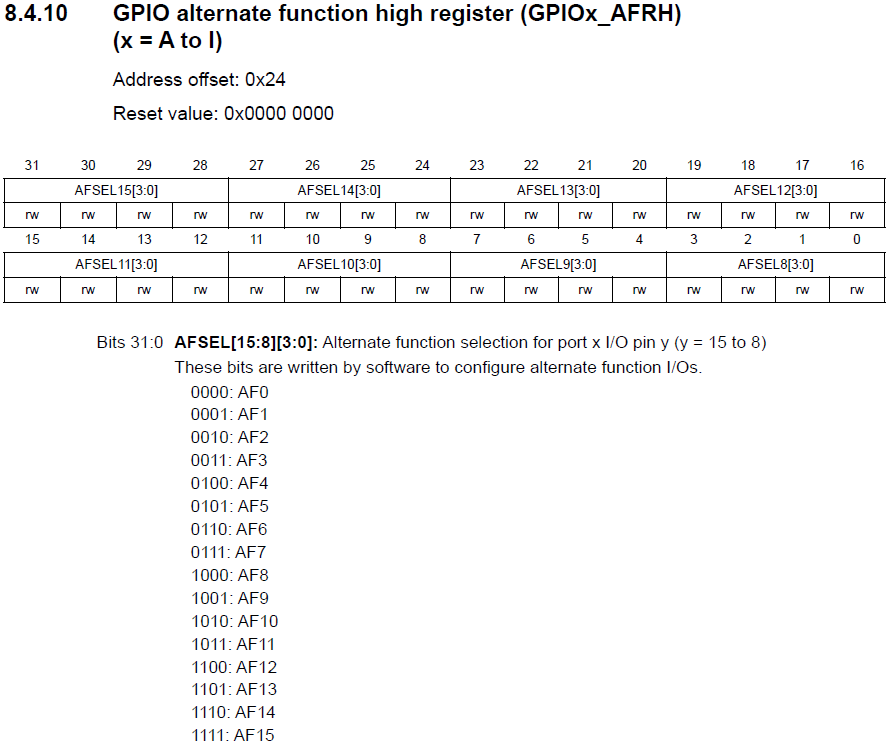 8.4.10 GPIO alternate function high register (GPIOx_AFRH)
(x = A to I)
Address offset: 0x24
Reset value: 0x0000 0000
31 30 29 28 27 26 25 24 23 22 21 20 19 18 17 16
AFSEL15[3:0] AFSEL14[3:0] AFSEL13[3:0] AFSEL12[3:0]
rw rw rw rw rw rw rw rw rw rw rw rw rw rw rw rw
15 14 13 12 11 10 9 8 7 6 5 4 3 2 1 0
AFSEL11[3:0] AFSEL10[3:0] AFSEL9[3:0] AFSEL8[3:0]
rw rw rw rw rw rw rw rw rw rw rw rw rw rw rw rw
Bits 31:0 AFSEL[15:8][3:0]: Alternate function selection for port x I/O pin y (y = 15 to 8)
These bits are written by software to configure alternate function I/Os.
0000: AF0
0001: AF1
0010: AF2
0011: AF3
0100: AF4
0101: AF5
0110: AF6
0111: AF7
1000: AF8
1001: AF9
1010: AF10
1011: AF11
1100: AF12
1101: AF13
1110: AF14
1111: AF15